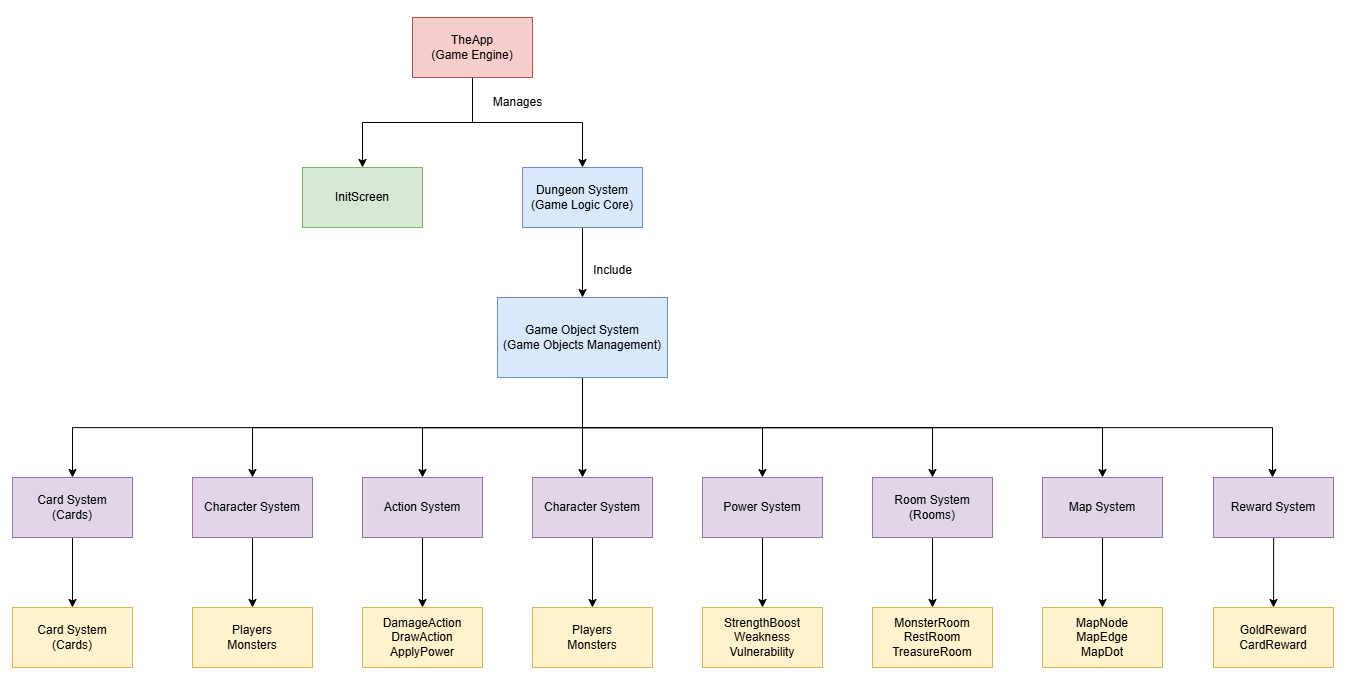 TheApp
(Game Engine)
Manages
InitScreen
Dungeon System
(Game Logic Core)
Include
Game Object System
(Game Objects Management)
Card System
(Cards)
Character System
Action System
Character System
Power System
Room System
(Rooms)
Map System
Reward System
Card System
(Cards)
Players
Monsters
DamageAction
DrawAction
ApplyPower
Players
Monsters
StrengthBoost
Weakness
Vulnerability
MonsterRoom
RestRoom
TreasureRoom
MapNode
MapEdge
MapDot
GoldReward
CardReward